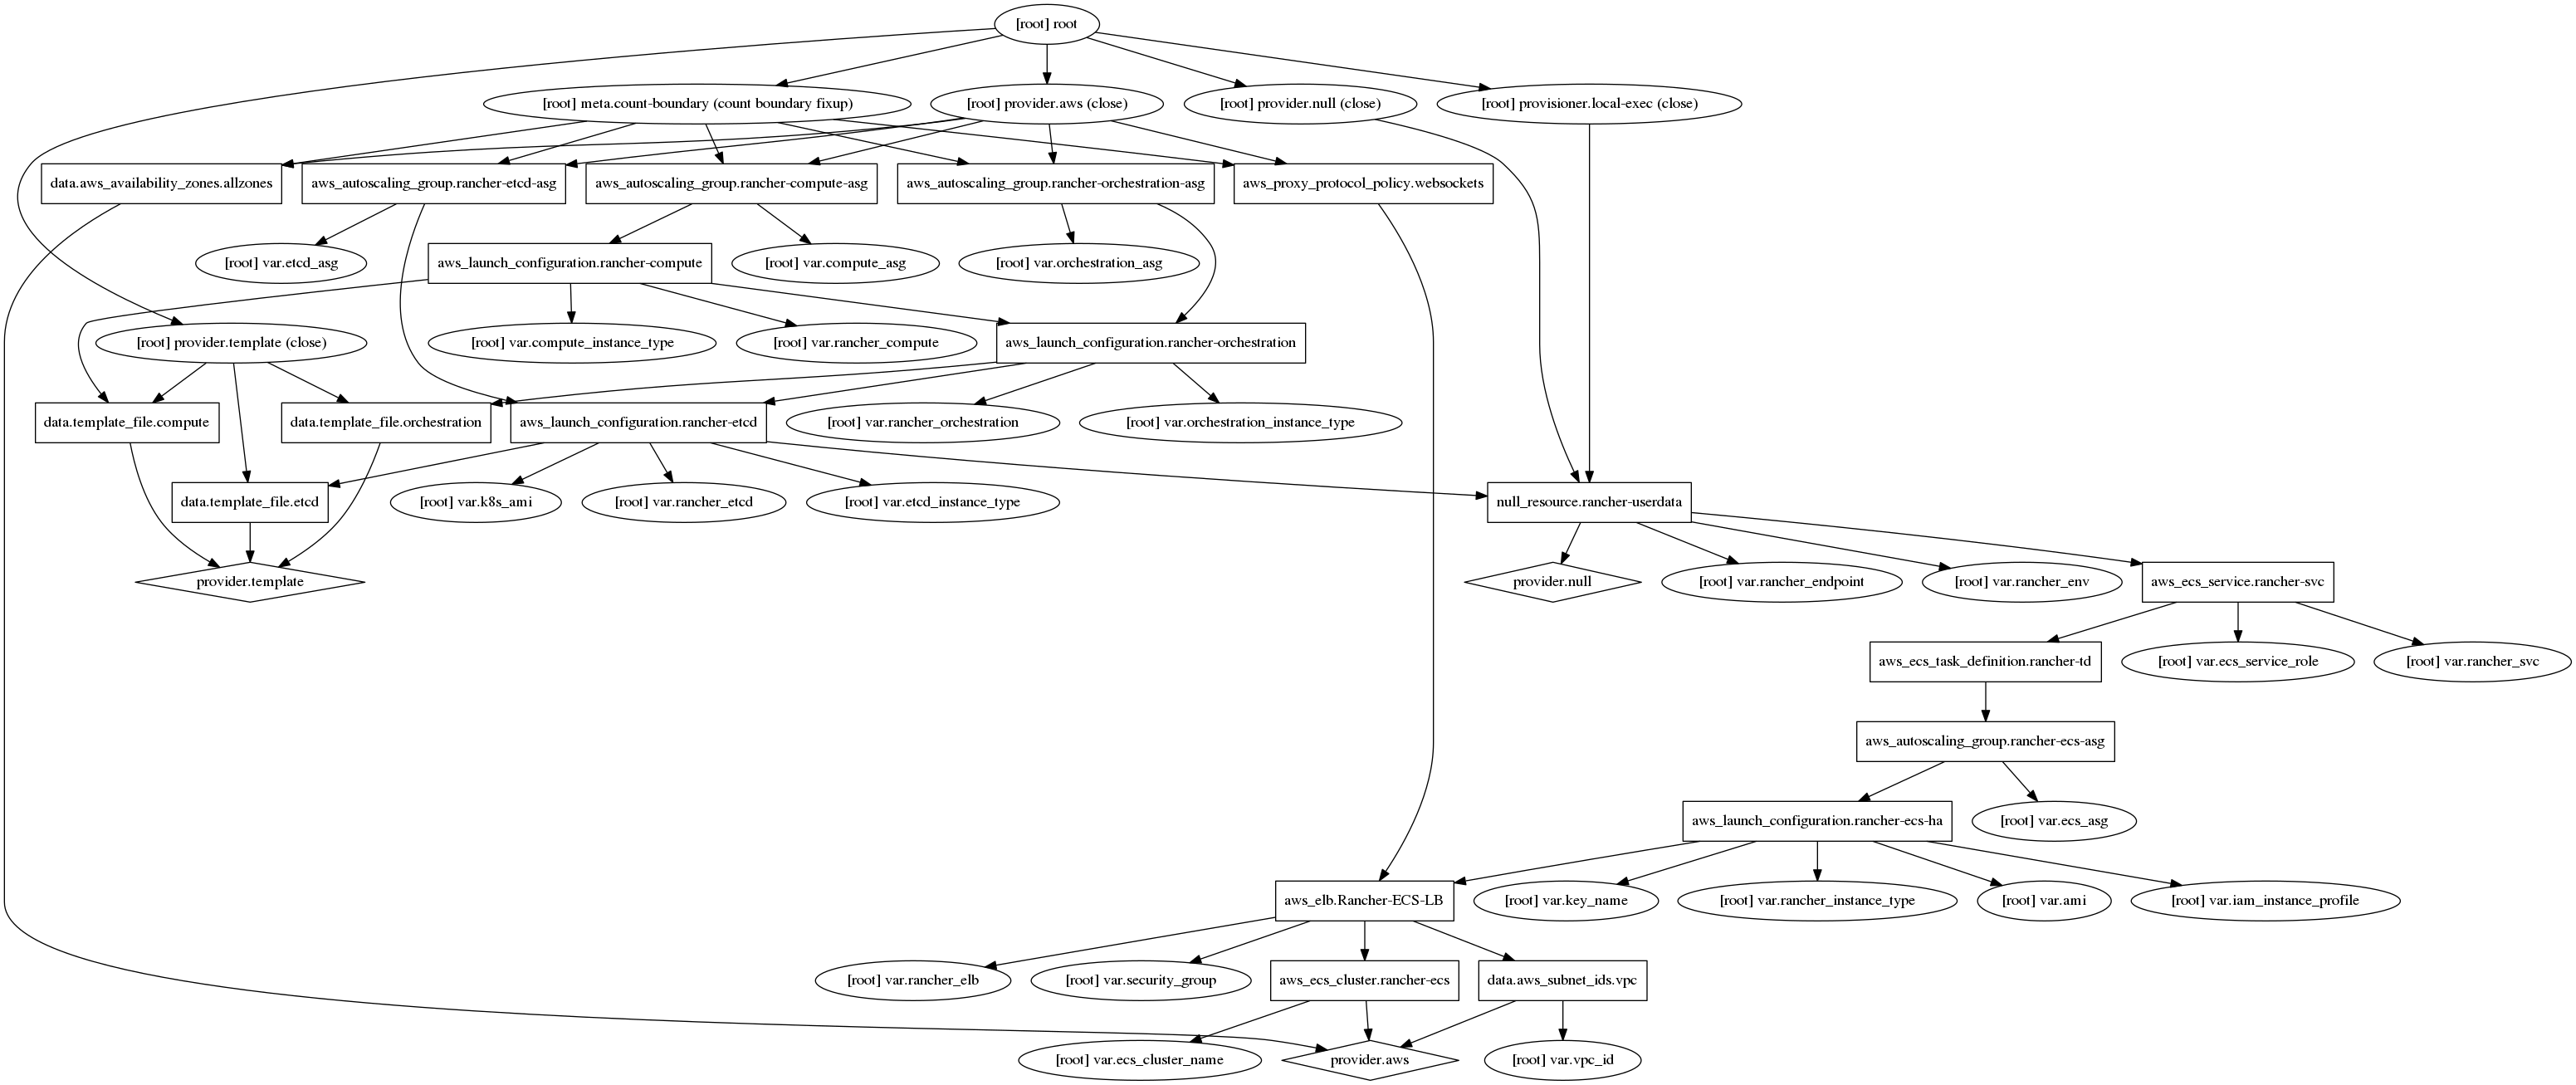 [root] root
[root] meta.count-boundary (count boundary fixup)
[root] provider.aws (close)
[root] provider.null (close)
[root] provisioner.local-exec (close)
data.aws_availability_zones.allzones
aws_autoscaling_group.rancher-etcd-asg
aws_autoscaling_group.rancher-compute-asg
aws_autoscaling_group.rancher-orchestration-asg
aws_proxy_protocol_policy.websockets
[root] var.etcd_asg
aws_launch_configuration.rancher-compute
[root] var.compute_asg
[root] var.orchestration_asg
[root] provider.template (close)
[root] var.compute_instance_type
[root] var.rancher_compute
aws_launch_configuration.rancher-orchestration
data.template_file.compute
data.template_file.orchestration
aws_launch_configuration.rancher-etcd
[root] var.rancher_orchestration
[root] var.orchestration_instance_type
data.template_file.etcd
[root] var.k8s_ami
[root] var.rancher_etcd
[root] var.etcd_instance_type
null_resource.rancher-userdata
provider.template
provider.null
[root] var.rancher_endpoint
[root] var.rancher_env
aws_ecs_service.rancher-svc
aws_ecs_task_definition.rancher-td
[root] var.ecs_service_role
[root] var.rancher_svc
aws_autoscaling_group.rancher-ecs-asg
aws_launch_configuration.rancher-ecs-ha
[root] var.ecs_asg
aws_elb.Rancher-ECS-LB
[root] var.key_name
[root] var.rancher_instance_type
[root] var.ami
[root] var.iam_instance_profile
[root] var.rancher_elb
[root] var.security_group
aws_ecs_cluster.rancher-ecs
data.aws_subnet_ids.vpc
[root] var.ecs_cluster_name
provider.aws
[root] var.vpc_id